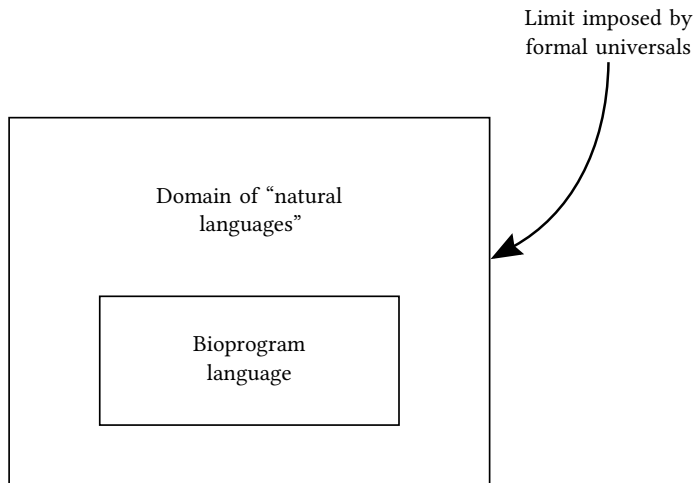 Limit imposed by
formal universals
Domain of “natural
languages”
Bioprogram
language